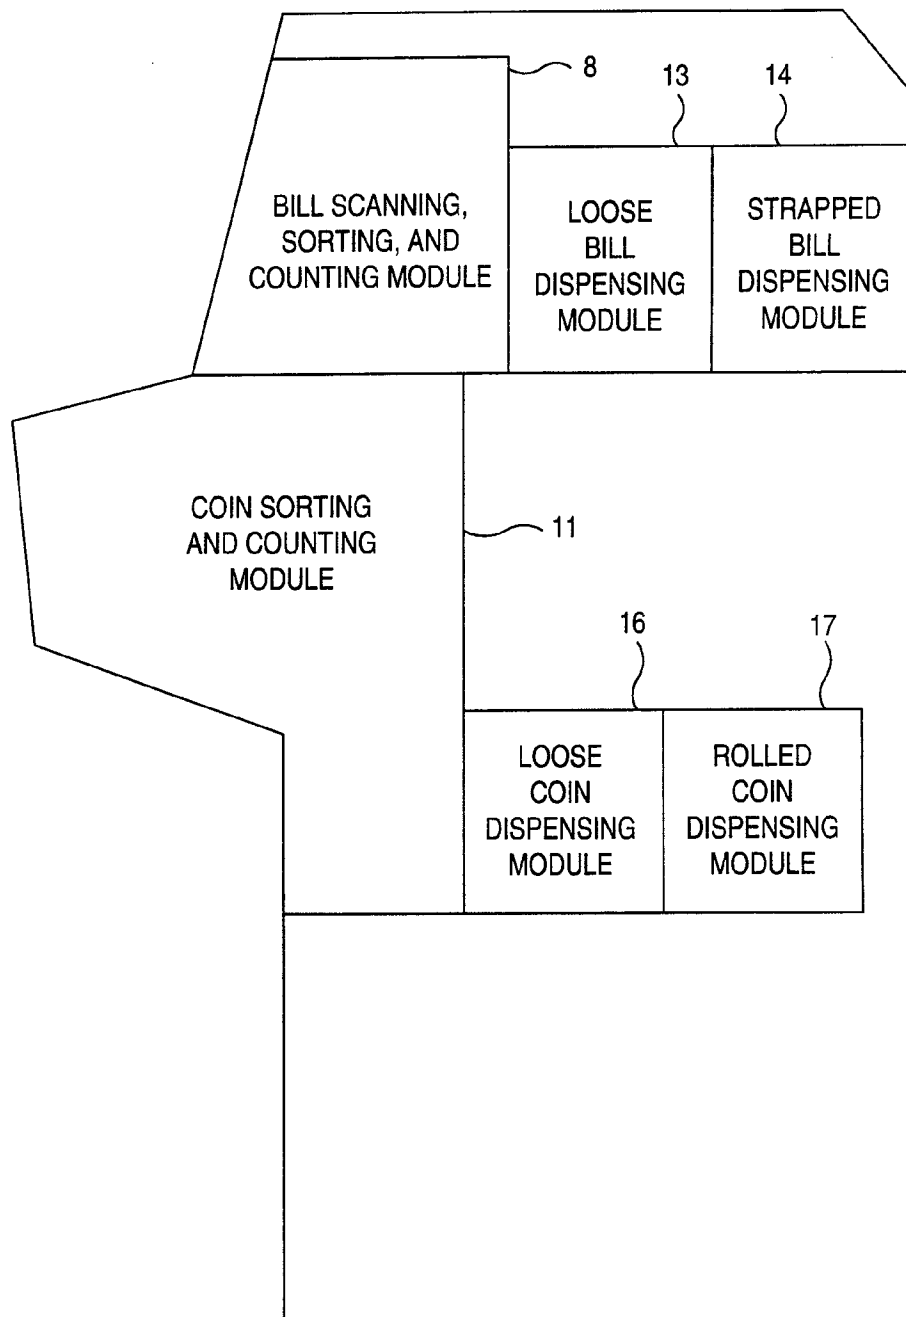 8
13
14
BILL SCANNING,
SORTING, AND
COUNTING MODULE
LOOSE
BILL
DISPENSING
MODULE
STRAPPED
BILL
DISPENSING
MODULE
COIN SORTING
AND COUNTING
MODULE
11
16
17
LOOSE
COIN
DISPENSING
MODULE
ROLLED
COIN
DISPENSING
MODULE